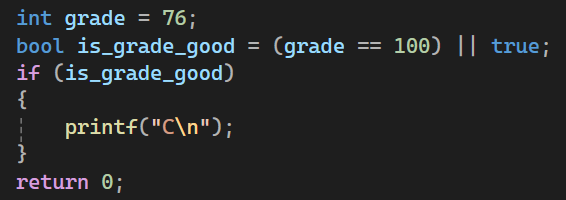 int grade = 76;
bool is_grade_good = (grade == 100) || true;
if (is_grade_good)
{
    printf("C\n");
}
return 0;